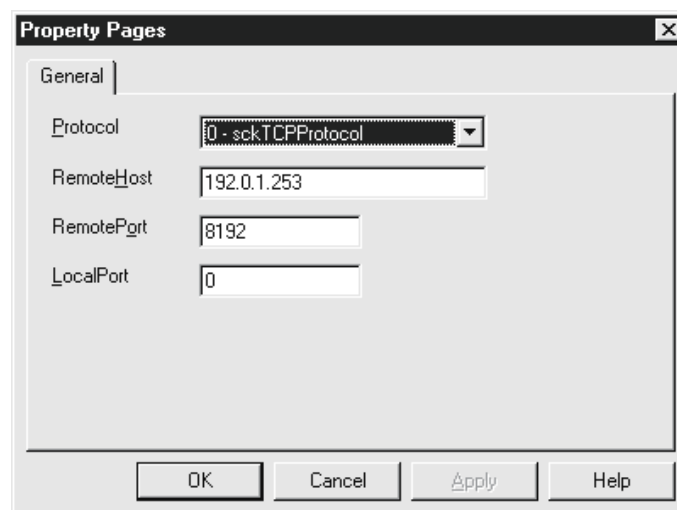 Property Pages
General
Protocol 0 - sckTCPProtocol
RemoteHost 192.0.1.253
RemotePort 8192
LocalPort 0
OK Cancel Apply Help